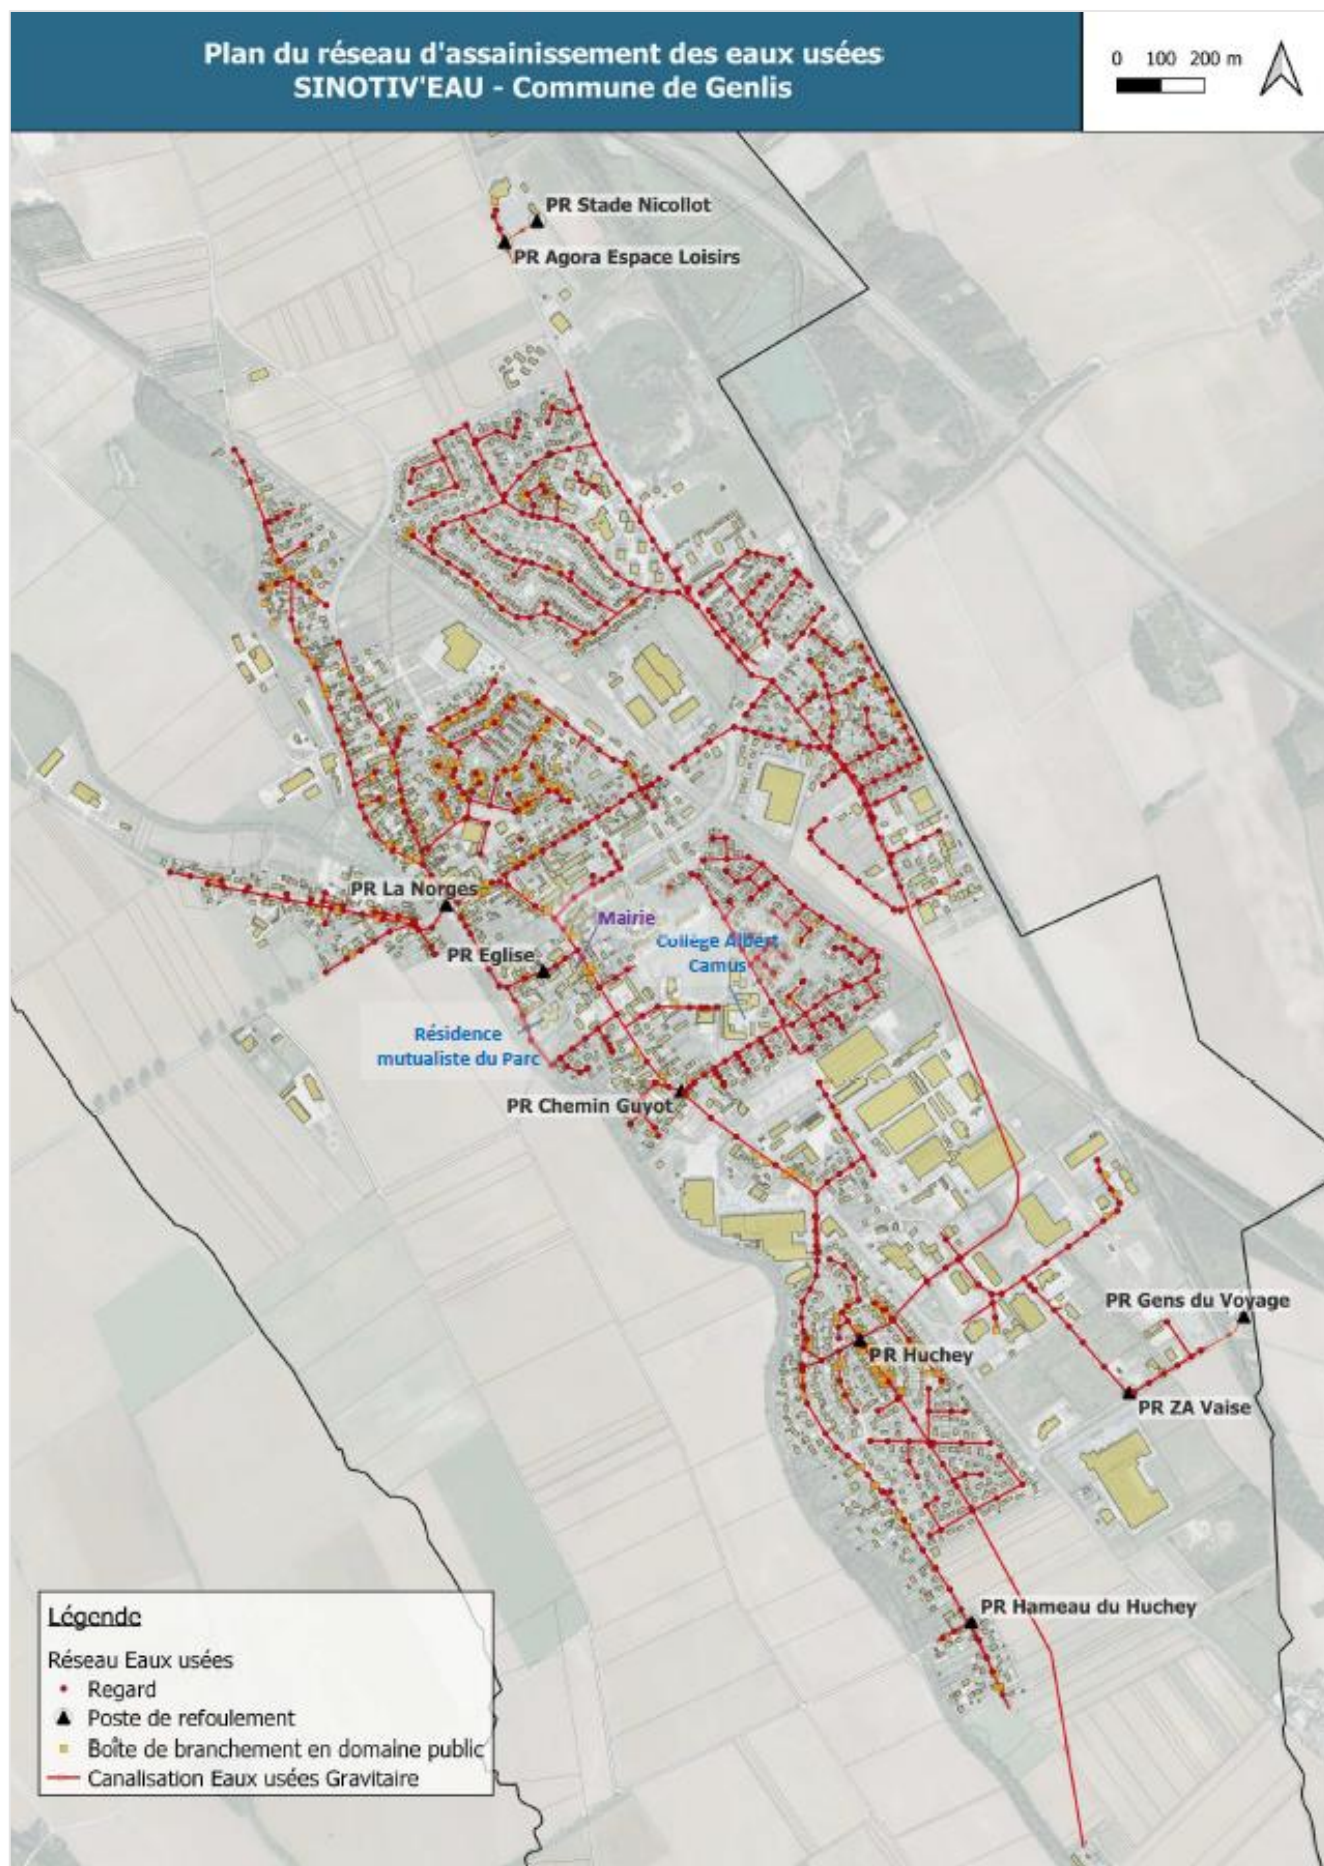 Plan du réseau d'assainissement des eaux usées
SINOTIV'EAU - Commune de Genlis
0 100 200 m
PR Stade Nicollot
PR Agora Espace Loisirs
PR La Norges
Mairie
Collège Albert
Camus
PR Eglise
Résidence
mutualiste du Parc
PR Chemin Guyot
PR Gens du Voyage
PR Huchey
PR ZA Vaise
PR Hameau du Huchey
Légende
Réseau Eaux usées
Regard
Poste de refoulement
Boîte de branchement en domaine public
Canalisation Eaux usées Gravitaire